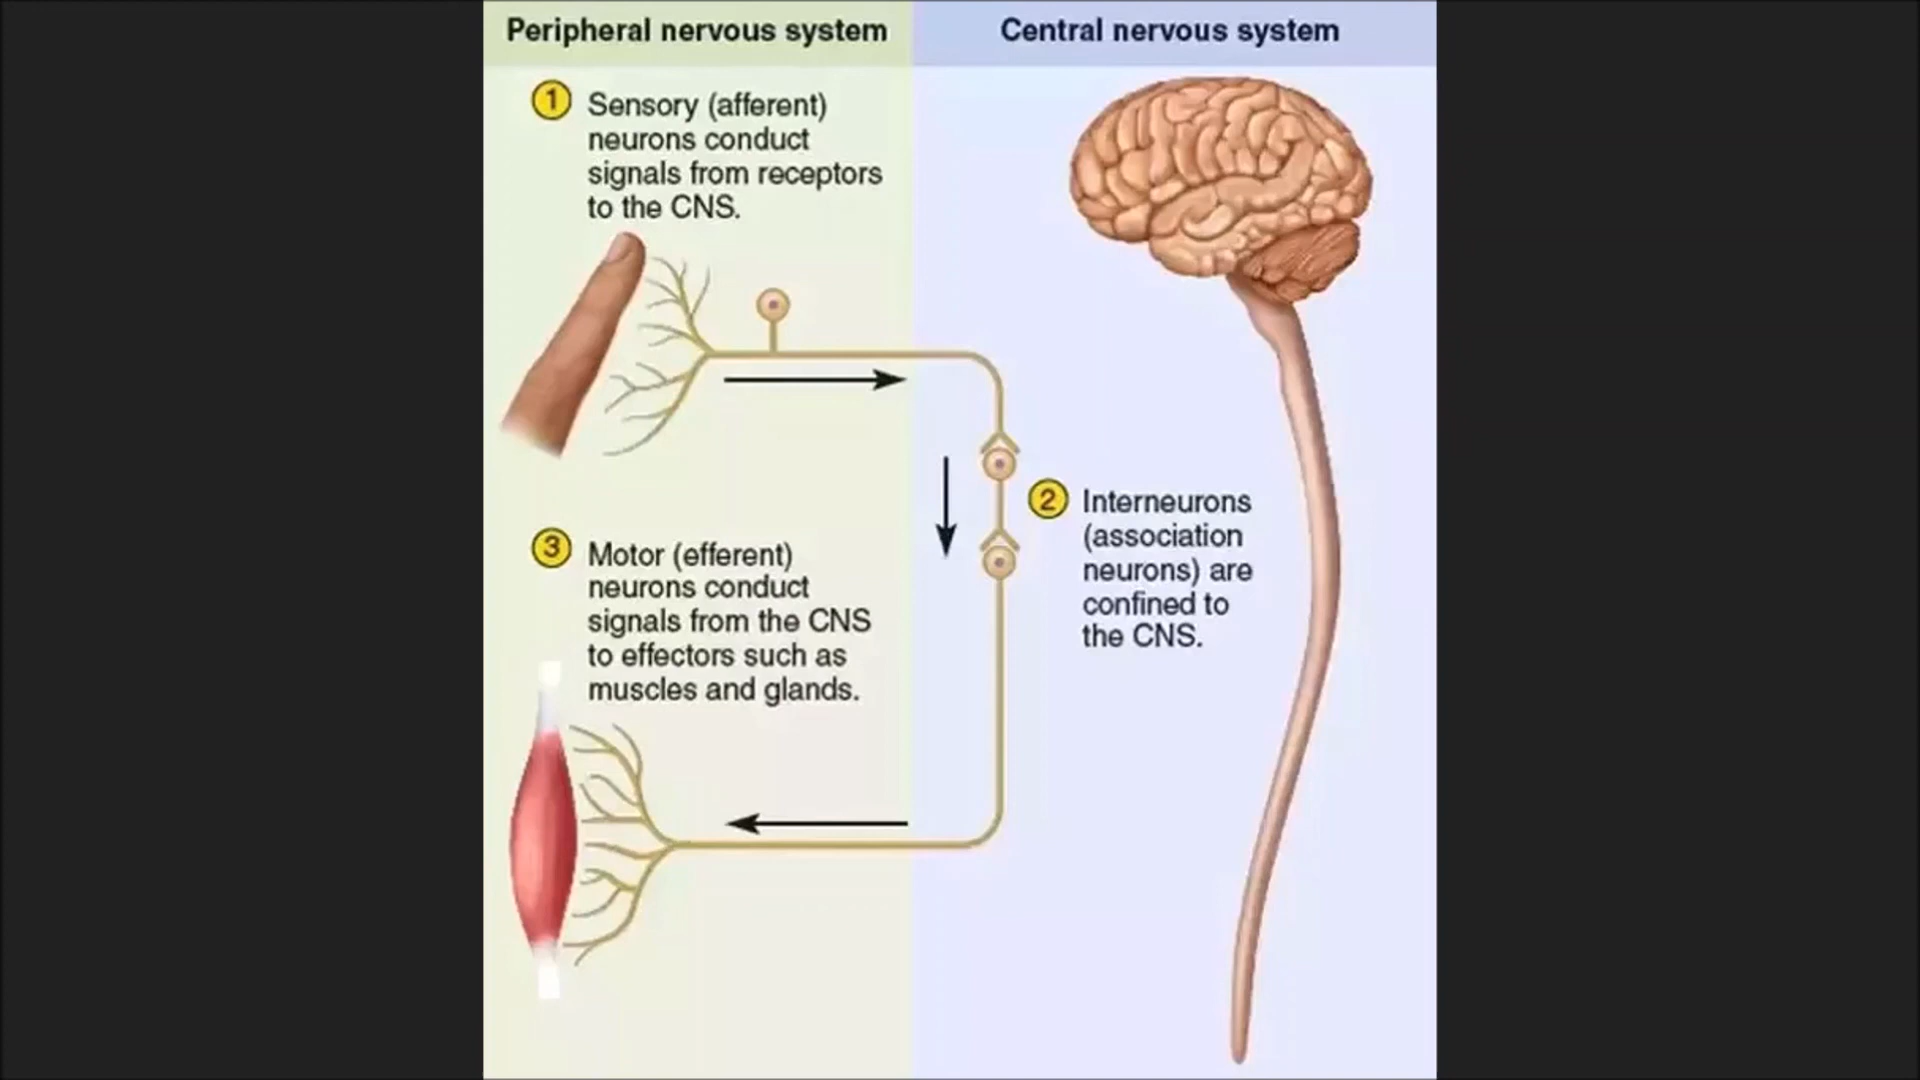 Peripheral nervous system
Central nervous system
1
Sensory (afferent)
neurons conduct
signals from receptors
to the CNS.
2
Interneurons
(association
neurons) are
confined to
the CNS.
3
Motor (efferent)
neurons conduct
signals from the CNS
to effectors such as
muscles and glands.